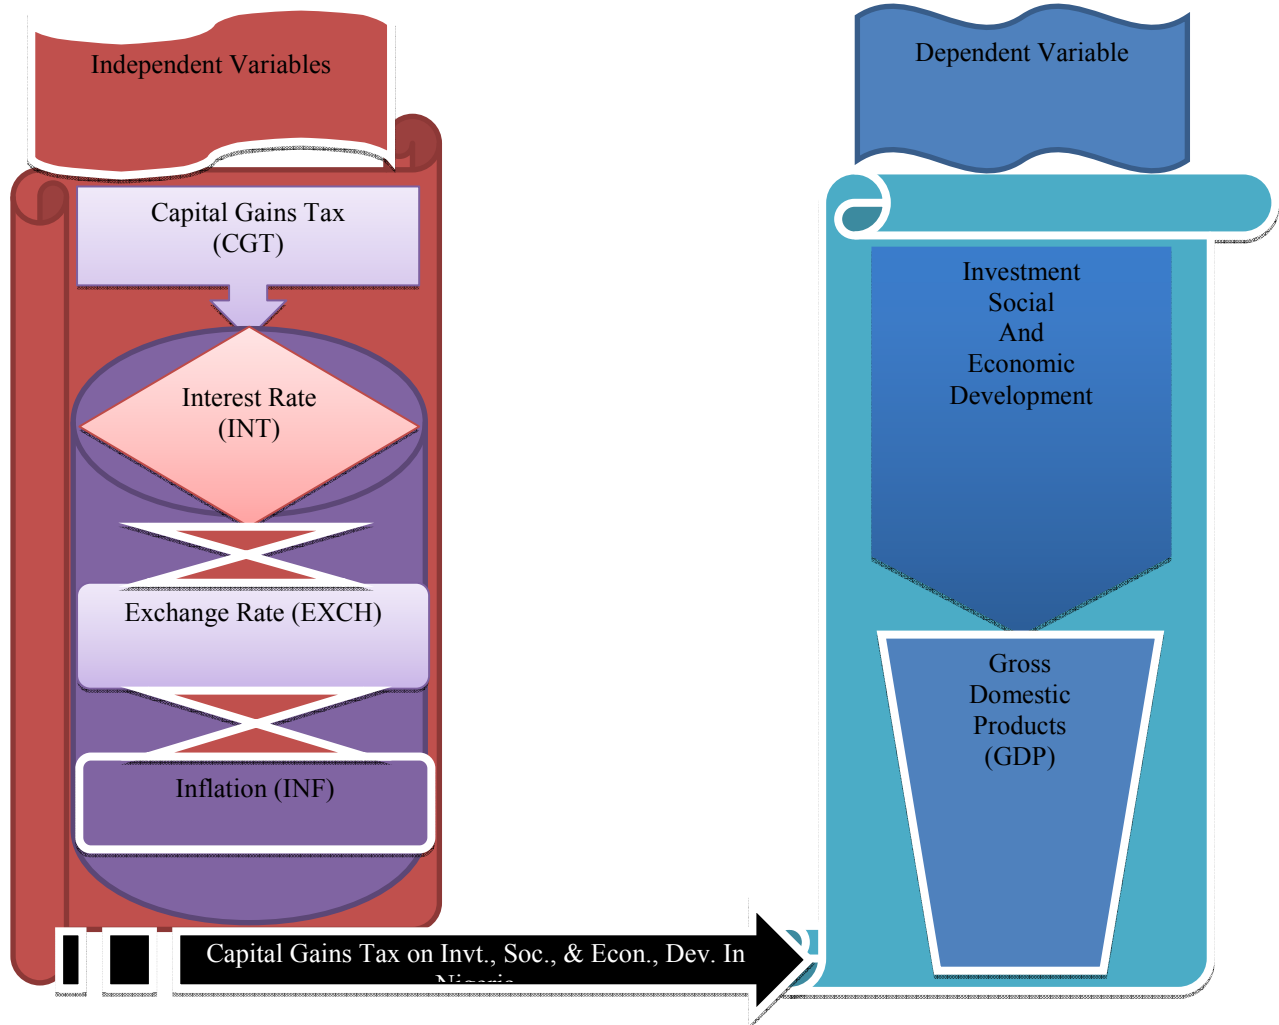 Independent Variables
Capital Gains Tax
(CGT)
Interest Rate
(INT)
Exchange Rate (EXCH)
Inflation (INF)
Dependent Variable
Investment
Social
And
Economic
Development
Gross
Domestic
Products
(GDP)
Capital Gains Tax on Invt., Soc., & Econ., Dev. In
Nigeria